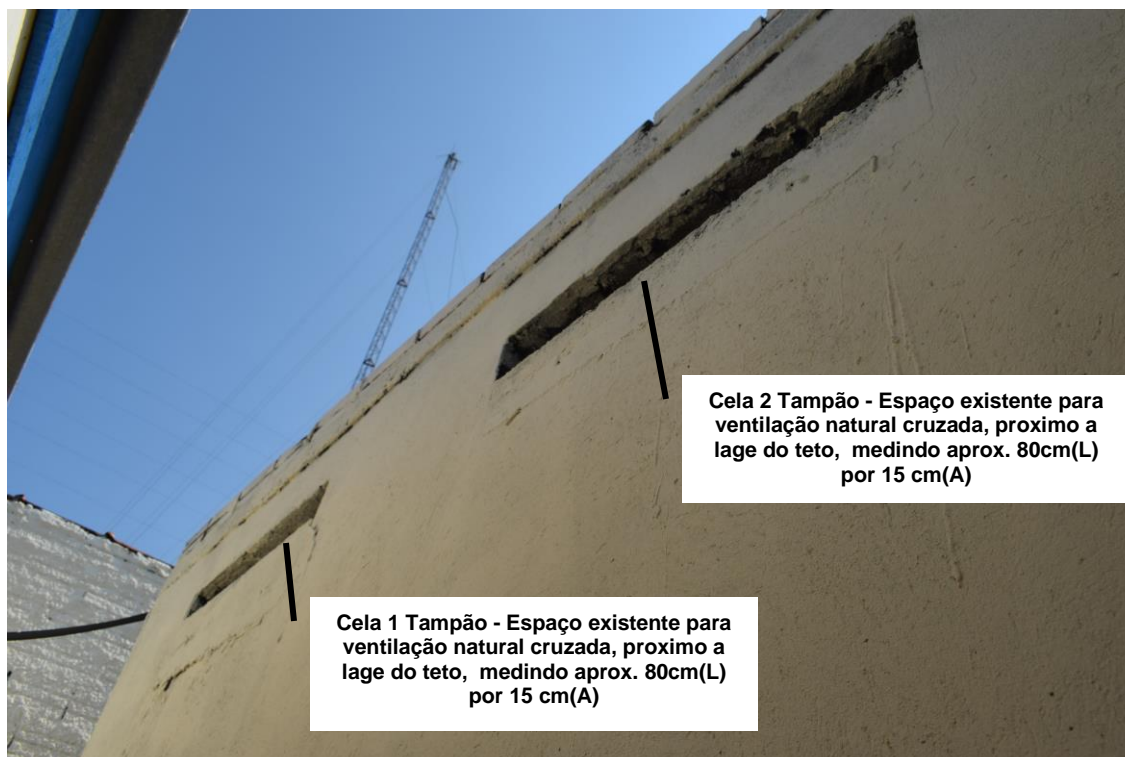 Cela 2 Tampão - Espaço existente para
ventilação natural cruzada, proximo a
lage do teto, medindo aprox. 80cm(L)
por 15 cm(A)
Cela 1 Tampão - Espaço existente para
ventilação natural cruzada, proximo a
lage do teto, medindo aprox. 80cm(L)
por 15 cm(A)